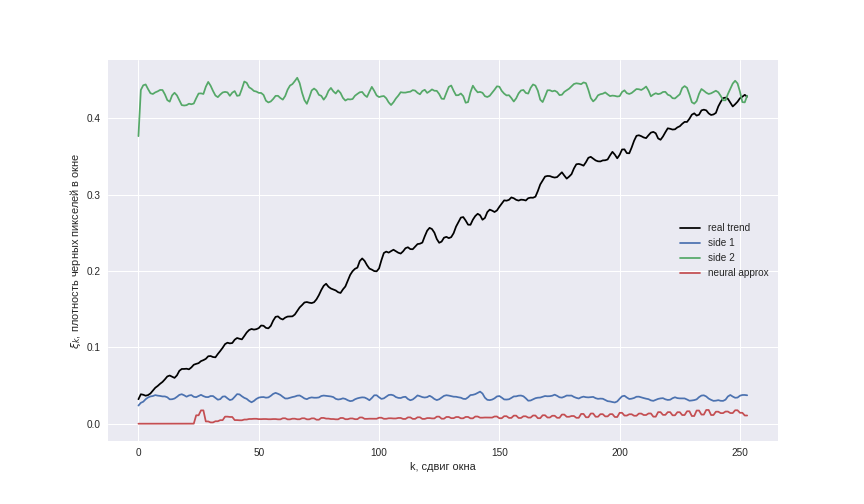 ξk, плотность черных пикселей в окне
0.4
0.3
0.2
0.1
0.0
real trend
side 1
side 2
neural approx
0
50
100
150
200
250
k, сдвиг окна